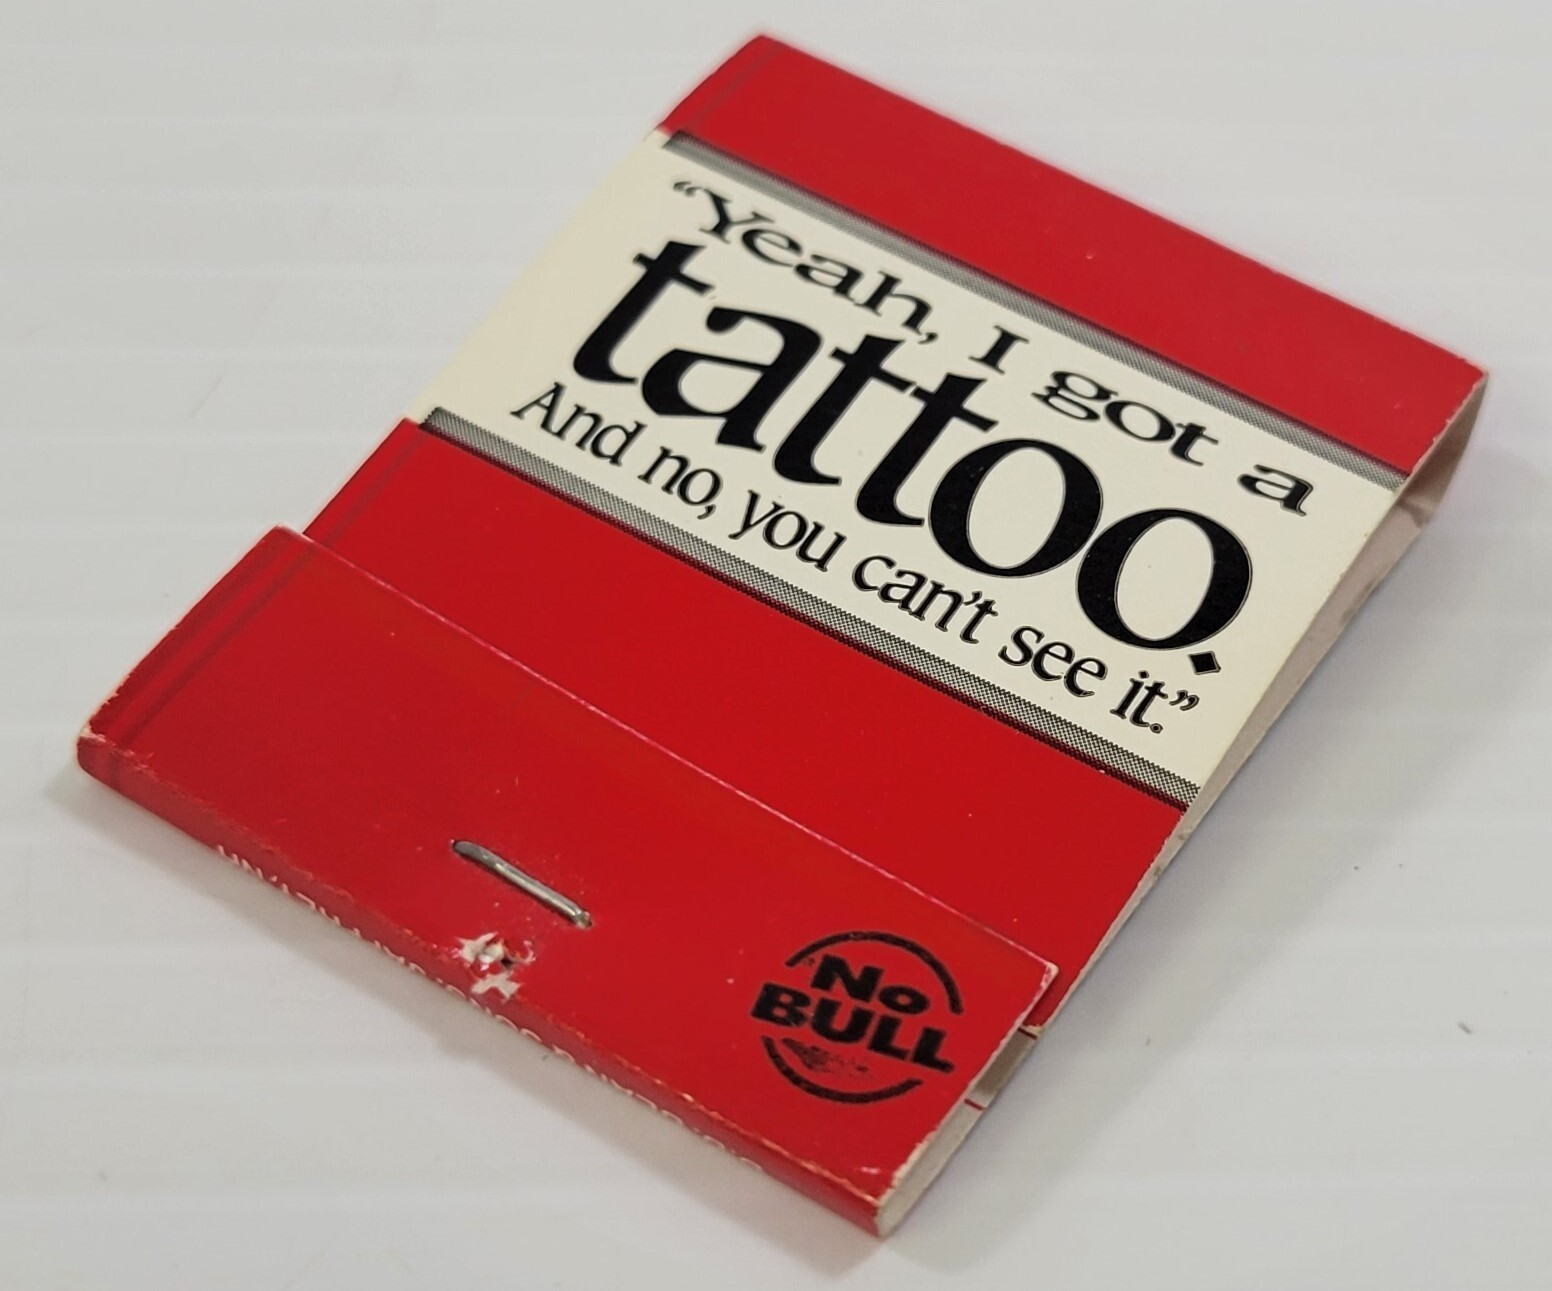 “Yeah, I got a
tattoo.
And no, you can't see it.”
No
BULL